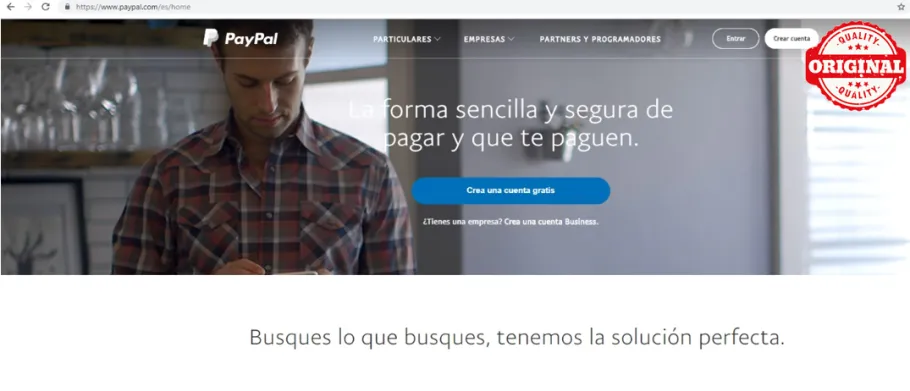 https://www.paypal.com/es/home
PayPal PARTICULARES EMPRESAS PARTNERS Y PROGRAMADORES Entrar Crear cuenta
QUALITY
ORIGINAL
QUALITY
La forma sencilla y segura de
pagar y que te paguen.
Crea una cuenta gratis
¿Tienes una empresa? Crea una cuenta Business.
Busques lo que busques, tenemos la solución perfecta.